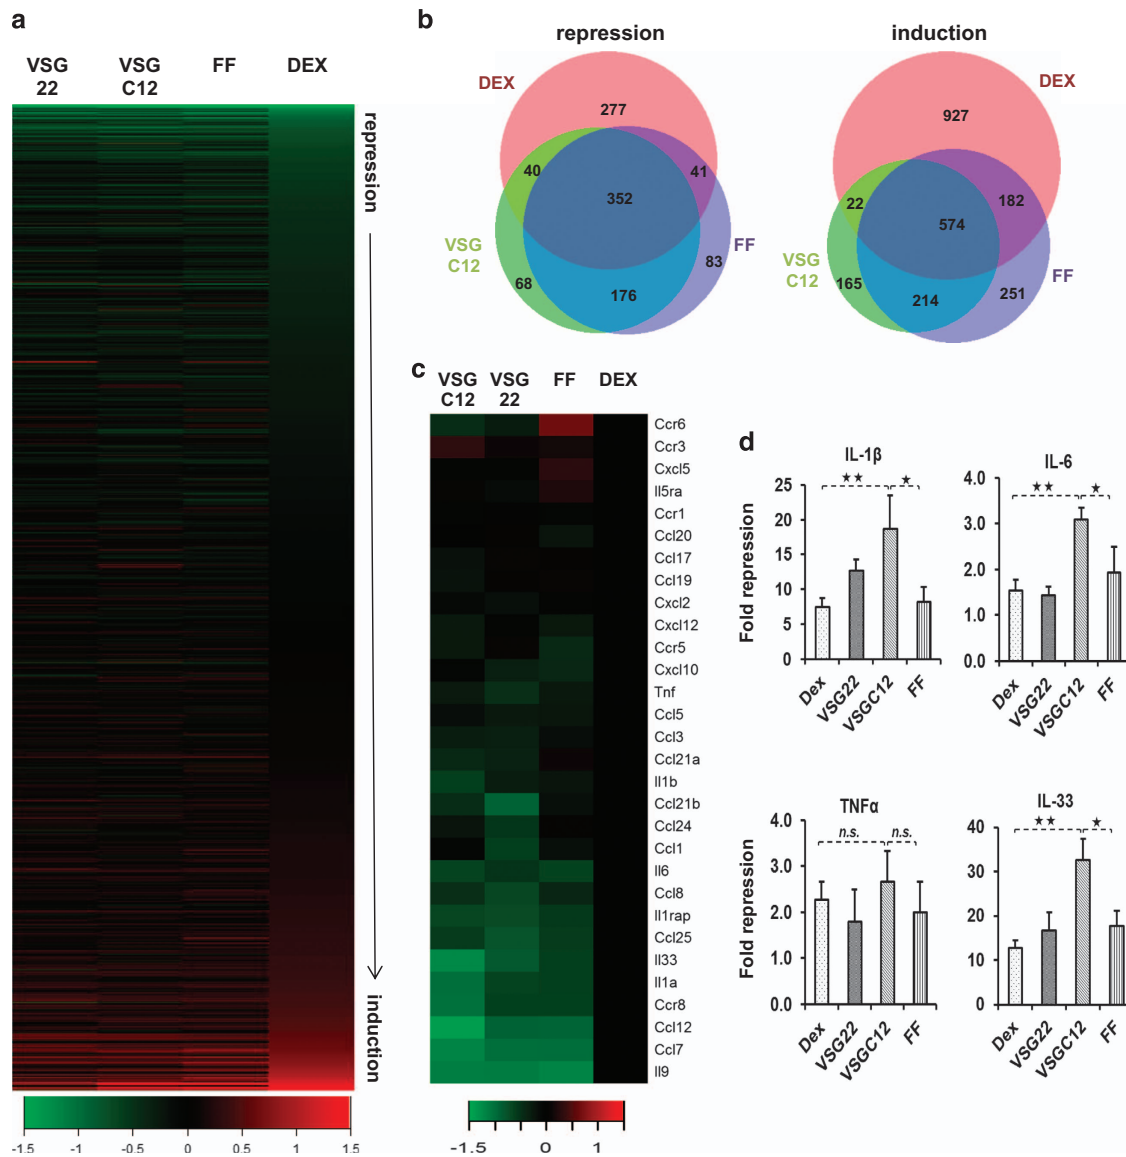 a
VSG 22
VSG C12
FF
DEX
repression
induction
-1.5 -1 -0.5 0 0.5 1 1.5
b
repression
DEX
277
40
41
352
VSG C12
FF
68
176
83
induction
DEX
927
22
182
574
VSG C12
FF
165
214
251
c
VSG C12
VSG 22
FF
DEX
Ccr6
Ccr3
Cxcl5
Il5ra
Ccr1
Ccl20
Ccl17
Ccl19
Cxcl2
Cxcl12
Ccr5
Cxcl10
Tnf
Ccl5
Ccl3
Ccl21a
Il1b
Ccl21b
Ccl24
Ccl1
Il6
Ccl8
Il1rap
Ccl25
Il33
Il1a
Ccr8
Ccl12
Ccl7
Il9
-1.5 0 1
d
IL-1β
★★ ★
Fold repression
25
20
15
10
5
0
Dex VSG22 VSGC12 FF
IL-6
★★ ★
4.0
3.0
2.0
1.0
0.0
Dex VSG22 VSGC12 FF
TNFα
n.s. n.s.
Fold repression
4.0
3.0
2.0
1.0
0.0
Dex VSG22 VSGC12 FF
IL-33
★★ ★
40
30
20
10
0
Dex VSG22 VSGC12 FF